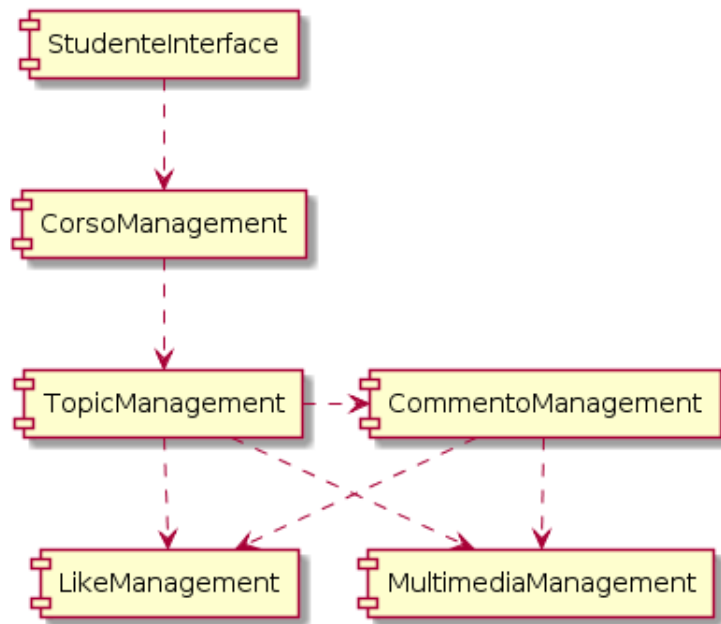 StudenteInterface
CorsoManagement
TopicManagement
CommentoManagement
LikeManagement
MultimediaManagement